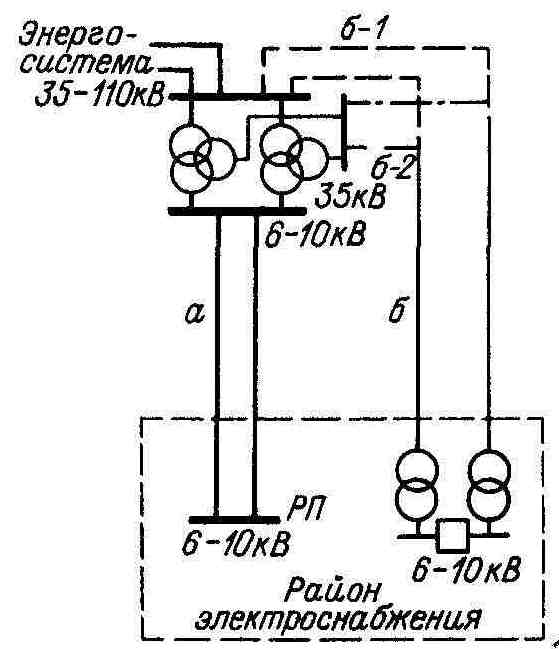 Энерго-
система
35-110кВ
б-1
б-2
35кВ
6-10кВ
а
б
РП
6-10кВ
6-10кВ
Район
электроснабжения